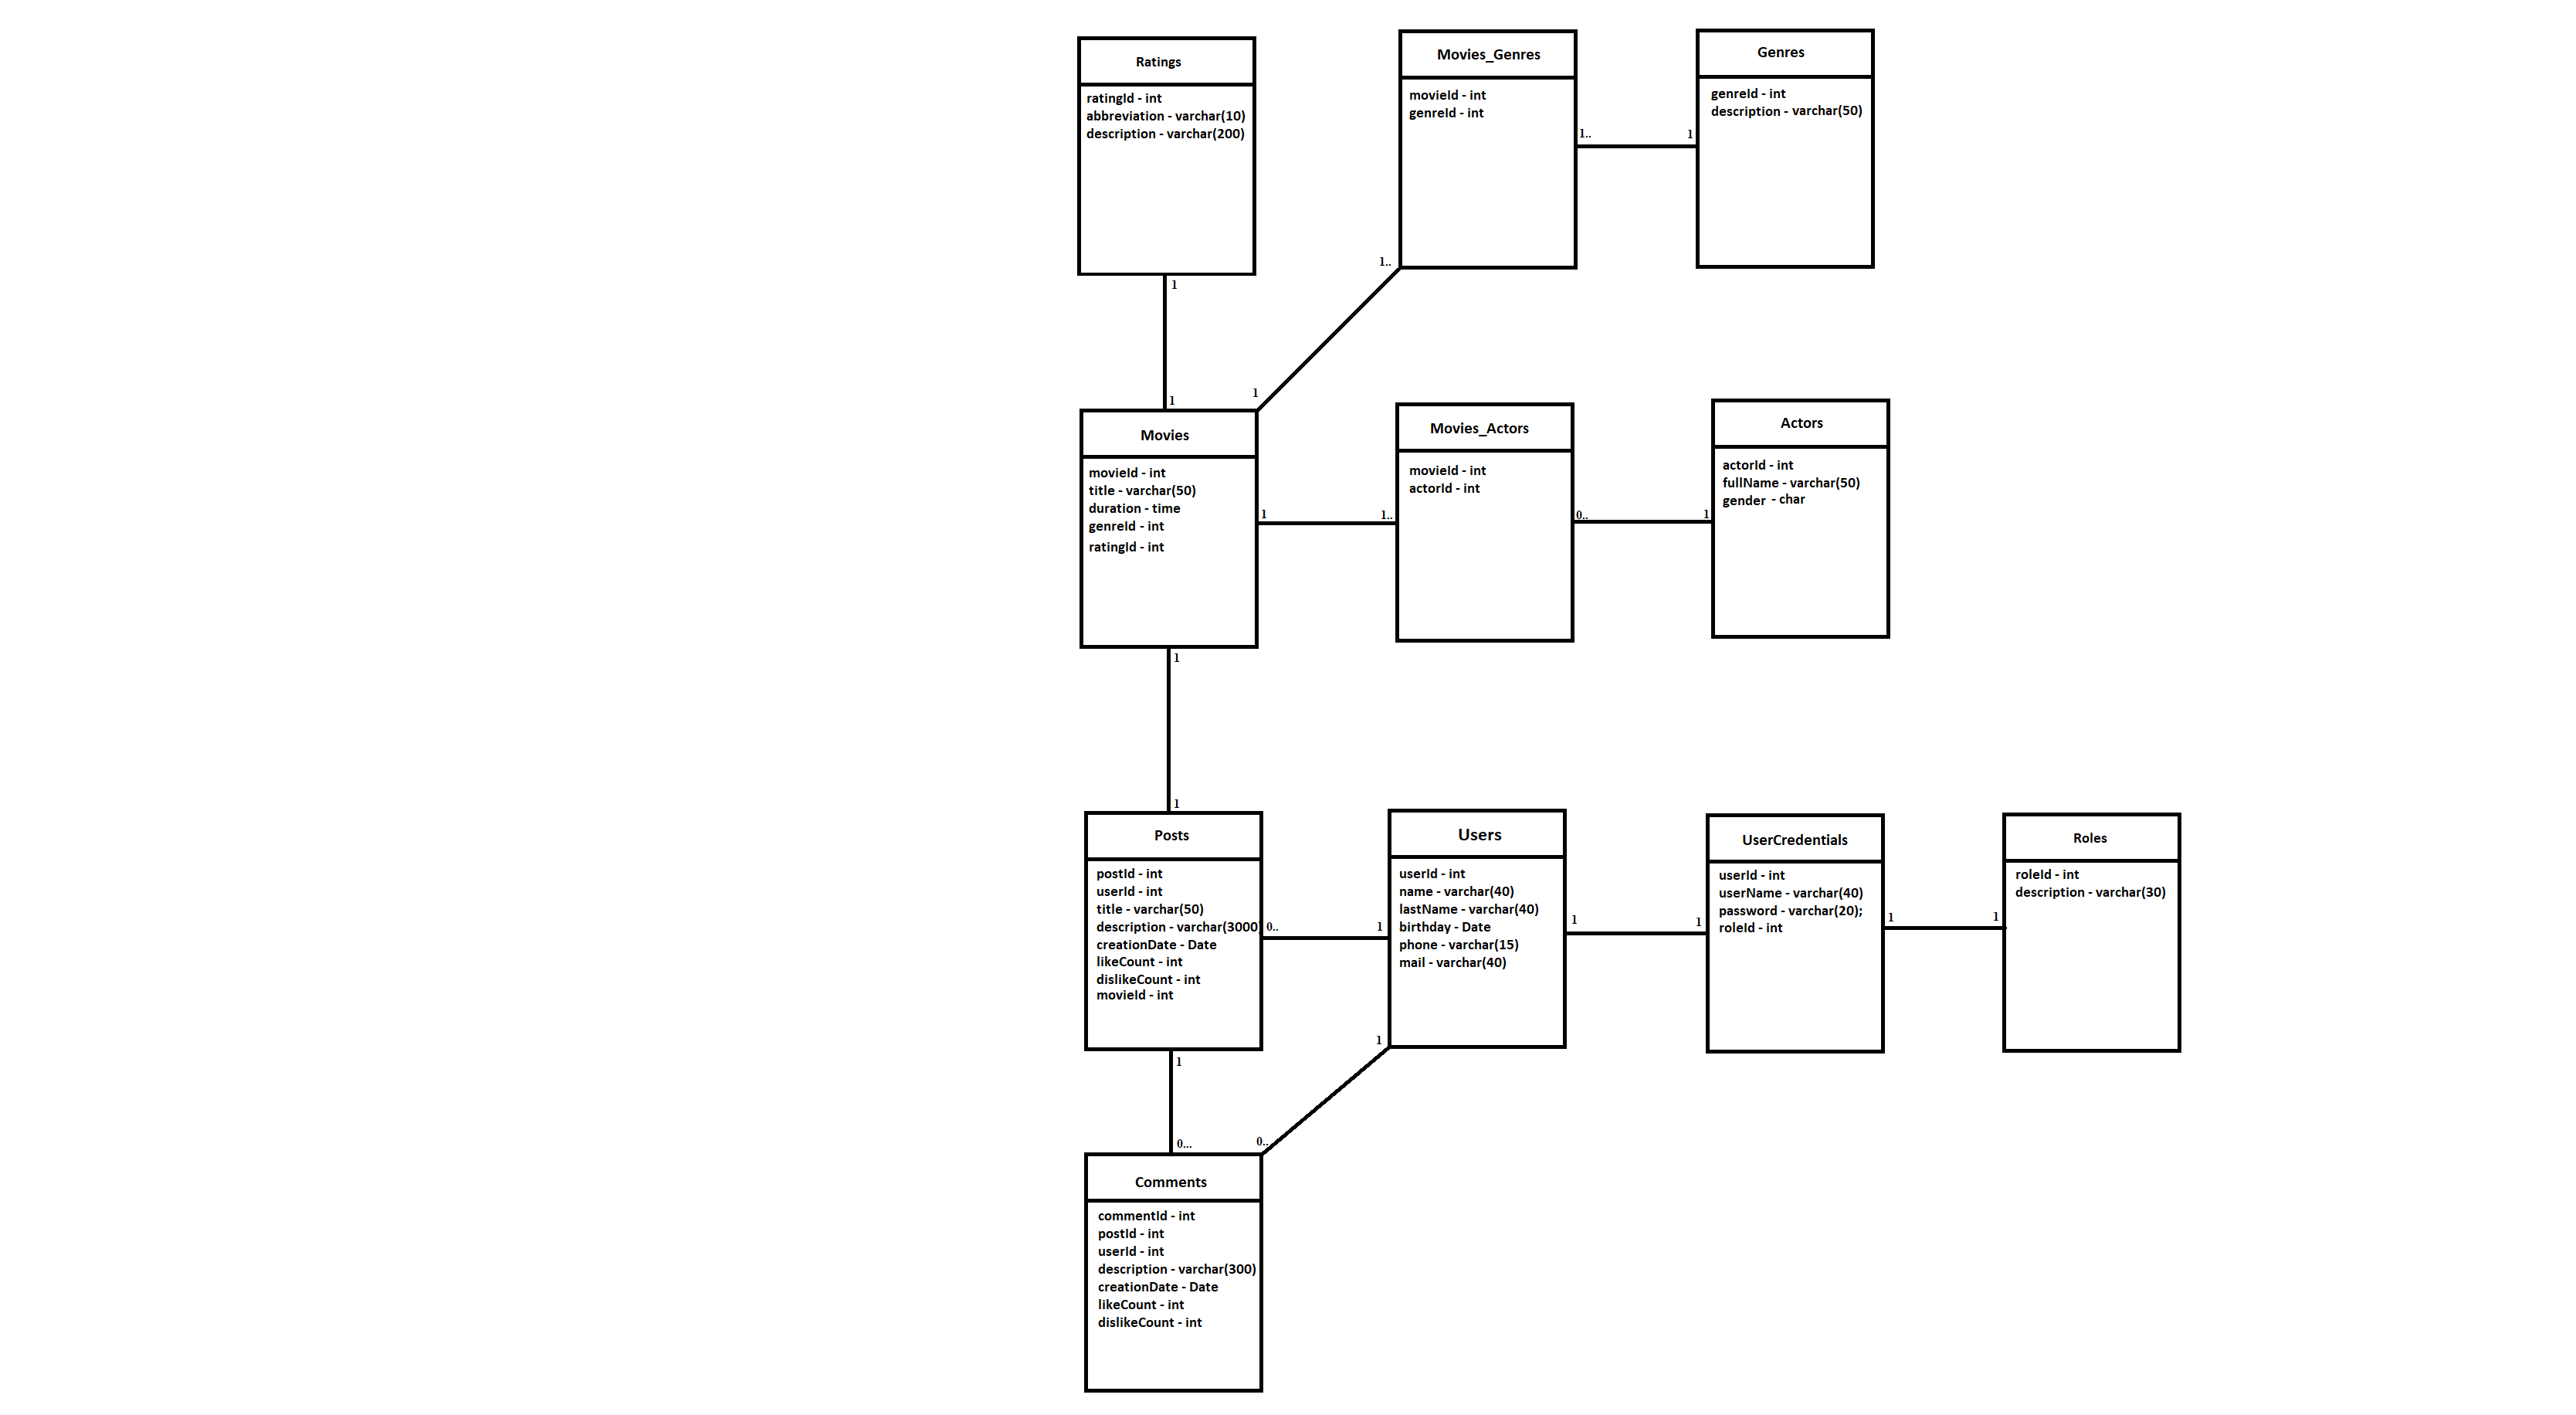 Ratings
ratingId - int
abbreviation - varchar(10)
description - varchar(200)
1
Movies_Genres
movieId - int
genreId - int
1..
1
1..
Genres
genreId - int
description - varchar(50)
1
1
Movies
movieId - int
title - varchar(50)
duration - time
genreId - int
ratingId - int
1
1..
Movies_Actors
movieId - int
actorId - int
0..
1
Actors
actorId - int
fullName - varchar(50)
gender - char
1
1
Posts
postId - int
userId - int
title - varchar(50)
description - varchar(3000)
creationDate - Date
likeCount - int
dislikeCount - int
movieId - int
0..
1
Users
userId - int
name - varchar(40)
lastName - varchar(40)
birthday - Date
phone - varchar(15)
mail - varchar(40)
1
1
UserCredentials
userId - int
userName - varchar(40)
password - varchar(20);
roleId - int
1
1
Roles
roleId - int
description - varchar(30)
1
1
0...
0..
Comments
commentId - int
postId - int
userId - int
description - varchar(300)
creationDate - Date
likeCount - int
dislikeCount - int